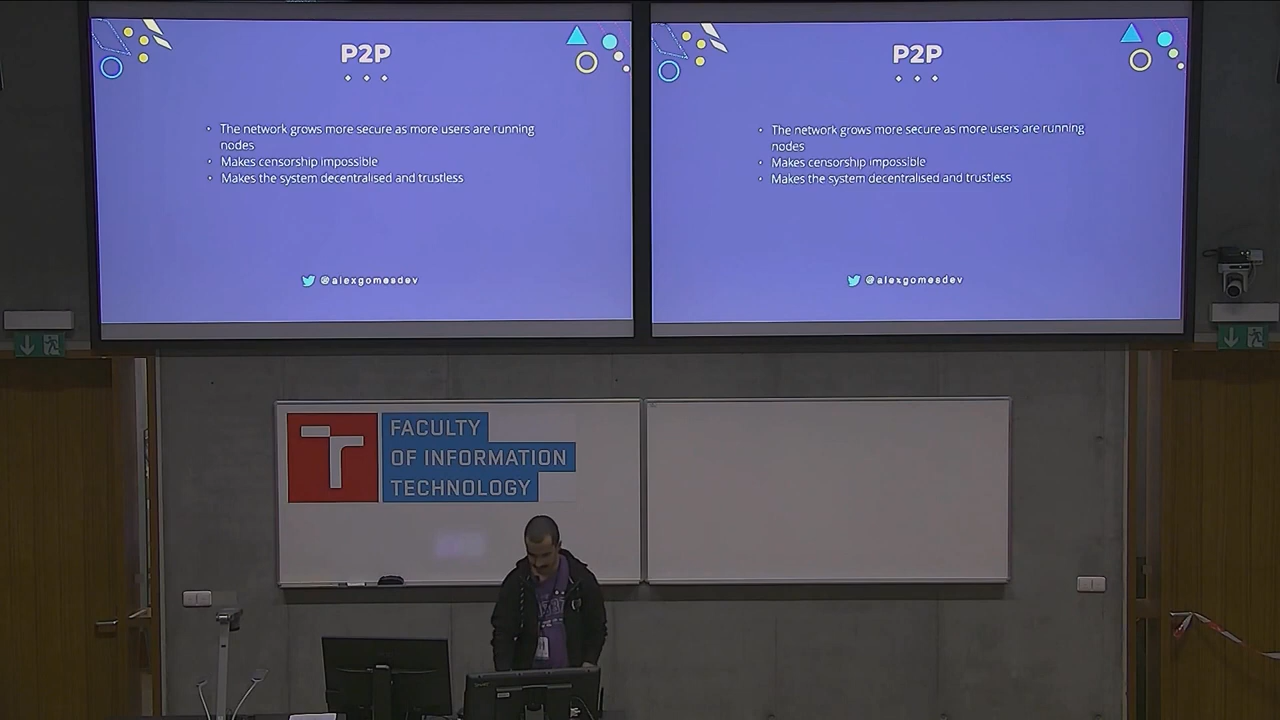 P2P
The network grows more secure as more users are running
nodes
Makes censorship impossible
Makes the system decentralised and trustless
@alexgomesdev
P2P
The network grows more secure as more users are running
nodes
Makes censorship impossible
Makes the system decentralised and trustless
@alexgomesdev
FACULTY
OF INFORMATION
TECHNOLOGY